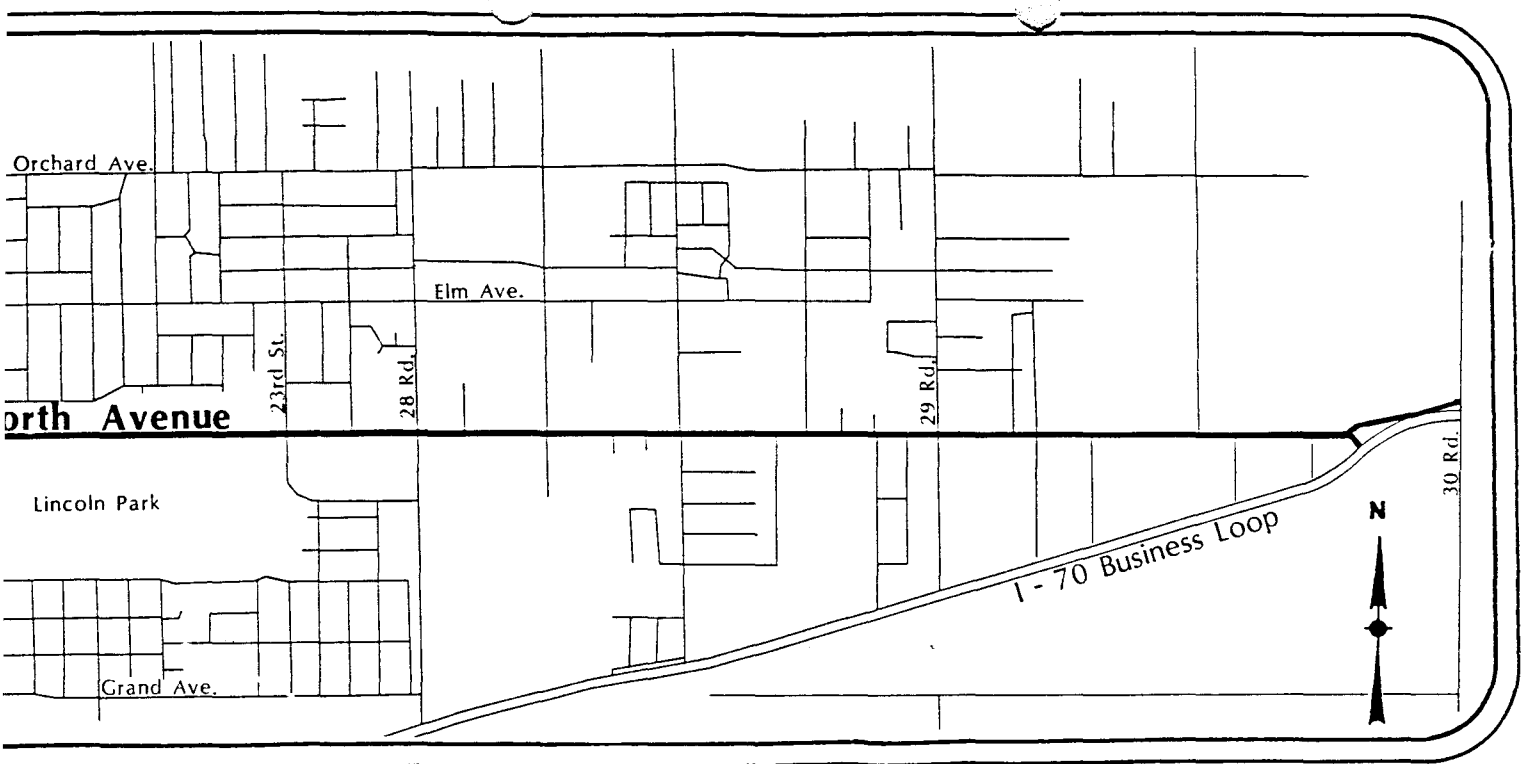 Orchard Ave.
Elm Ave.
23rd St.
28 Rd.
29 Rd.
orth Avenue
30 Rd.
Lincoln Park
N
I - 70 Business Loop
Grand Ave.